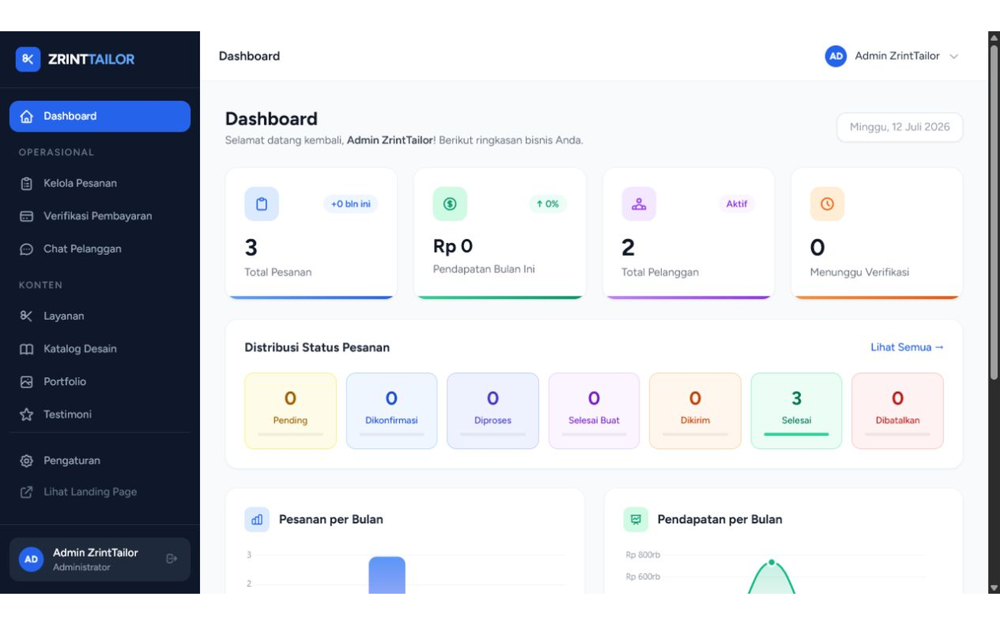 ZRINTTAILOR
Dashboard
OPERASIONAL
Kelola Pesanan
Verifikasi Pembayaran
Chat Pelanggan
KONTEN
Layanan
Katalog Desain
Portfolio
Testimoni
Pengaturan
Lihat Landing Page
AD
Admin ZrintTailor
Administrator
Dashboard
AD Admin ZrintTailor
Dashboard
Selamat datang kembali, Admin ZrintTailor! Berikut ringkasan bisnis Anda.
Minggu, 12 Juli 2026
+0 bln ini
3
Total Pesanan
↑ 0%
Rp 0
Pendapatan Bulan Ini
Aktif
2
Total Pelanggan
0
Menunggu Verifikasi
Distribusi Status Pesanan
Lihat Semua →
0
Pending
0
Dikonfirmasi
0
Diproses
0
Selesai Buat
0
Dikirim
3
Selesai
0
Dibatalkan
Pesanan per Bulan
3
2
Pendapatan per Bulan
Rp 800rb
Rp 600rb